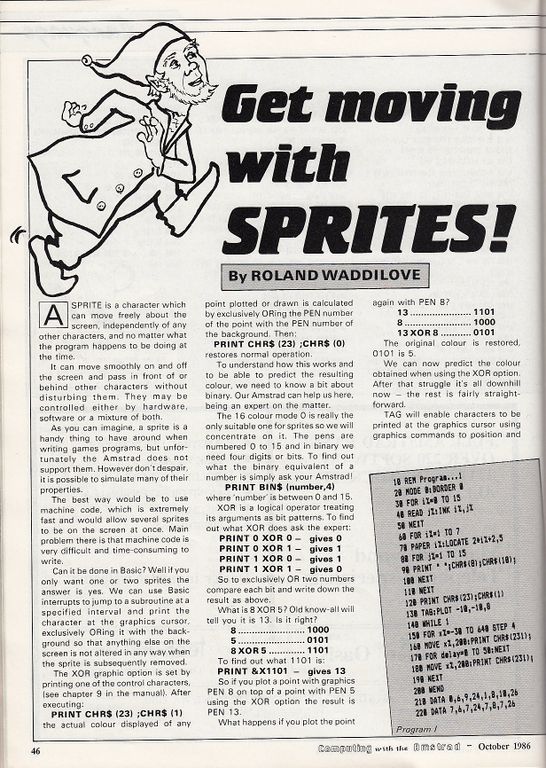 Get moving
with
SPRITES!
By ROLAND WADDILOVE
A SPRITE is a character which
can move freely about the
screen, independently of any
other characters, and no matter what
the program happens to be doing at
the time.
It can move smoothly on and off
the screen and pass in front of or
behind other characters without
disturbing them. They may be
controlled either by hardware,
software or a mixture of both.
As you can imagine, a sprite is a
handy thing to have around when
writing games programs, but unfor-
tunately the Amstrad does not
support them. However don't despair,
it is possible to simulate many of their
properties.
The best way would be to use
machine code, which is extremely
fast and would allow several sprites
to be on the screen at once. Main
problem there is that machine code is
very difficult and time-consuming to
write.
Can it be done in Basic? Well if you
only want one or two sprites the
answer is yes. We can use Basic
interrupts to jump to a subroutine at a
specified interval and print the
character at the graphics cursor,
exclusively ORing it with the back-
ground so that anything else on the
screen is not altered in any way when
the sprite is subsequently removed.
The XOR graphic option is set by
printing one of the control characters,
(see chapter 9 in the manual). After
executing:
PRINT CHR$ (23) ;CHR$ (1)
the actual colour displayed of any
point plotted or drawn is calculated
by exclusively ORing the PEN number
of the point with the PEN number of
the background. Then:
PRINT CHR$ (23) ;CHR$ (0)
restores normal operation.
To understand how this works and
to be able to predict the resulting
colour, we need to know a bit about
binary. Our Amstrad can help us here,
being an expert on the matter.
The 16 colour mode 0 is really the
only suitable one for sprites so we will
concentrate on it. The pens are
numbered 0 to 15 and in binary we
need four digits or bits. To find out
what the binary equivalent of a
number is simply ask your Amstrad!
PRINT BIN$ (number,4)
where 'number' is between 0 and 15.
XOR is a logical operator treating
its arguments as bit patterns. To find
out what XOR does ask the expert:
PRINT 0 XOR 0 – gives 0
PRINT 0 XOR 1 – gives 1
PRINT 1 XOR 0 – gives 1
PRINT 1 XOR 1 – gives 0
So to exclusively OR two numbers
compare each bit and write down the
result as above.
What is 8 XOR 5? Old know-all will
tell you it is 13. Is it right?
8 ........................ 1000
5 ........................ 0101
8 XOR 5 ............... 1101
To find out what 1101 is:
PRINT &X1101 – gives 13
So if you plot a point with graphics
PEN 8 on top of a point with PEN 5
using the XOR option the result is
PEN 13.
What happens if you plot the point
again with PEN 8?
13 ...................... 1101
8 ........................ 1000
13 XOR 8 ........... 0101
The original colour is restored,
0101 is 5.
We can now predict the colour
obtained when using the XOR option.
After that struggle it's all downhill
now – the rest is fairly straight-
forward.
TAG will enable characters to be
printed at the graphics cursor using
graphics commands to position and
10 REM Program...1
20 MODE 0:BORDER 0
30 FOR i%=0 TO 15
40 READ j%:INK i%,j%
50 NEXT
60 FOR i%=1 TO 7
70 PAPER i%:LOCATE 2*i%+2,5
80 FOR j%=1 TO 15
90 PRINT " ";CHR$(8);CHR$(10);
100 NEXT
110 NEXT
120 PRINT CHR$(23);CHR$(1)
130 TAG:PLOT -10,-10,8
140 WHILE 1
150 FOR x%=-30 TO 640 STEP 4
160 MOVE x%,200:PRINT CHR$(231);
170 FOR delay=0 TO 50:NEXT
180 MOVE x%,200:PRINT CHR$(231);
190 NEXT
200 WEND
210 DATA 0,6,9,24,1,8,18,26
220 DATA 7,6,7,24,7,8,7,26
Program I
46
Computing with the Amstrad – October 1986